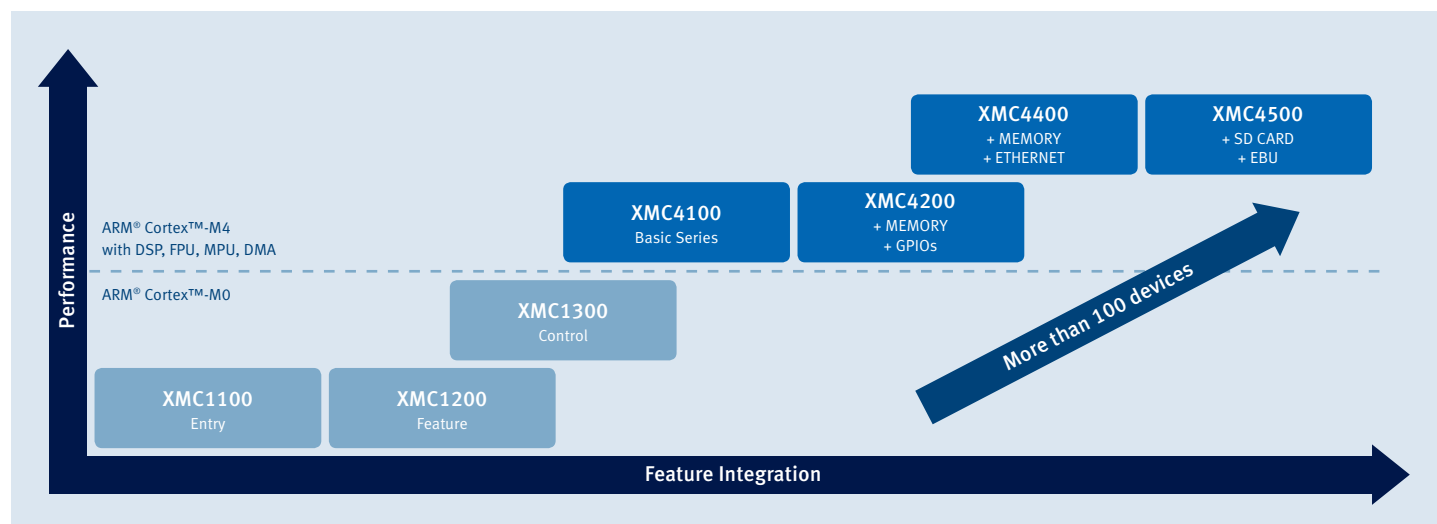 XMC4400
+ MEMORY
+ ETHERNET
XMC4500
+ SD CARD
+ EBU
XMC4100
Basic Series
XMC4200
+ MEMORY
+ GPIOs
Performance
ARM® Cortex™-M4
with DSP, FPU, MPU, DMA
ARM® Cortex™-M0
XMC1300
Control
More than 100 devices
XMC1100
Entry
XMC1200
Feature
Feature Integration